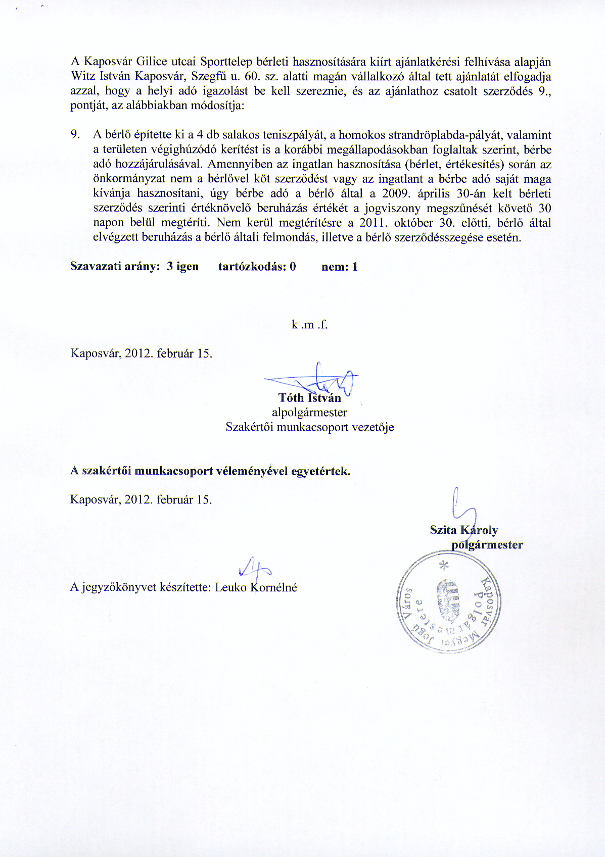 A Kaposvár Gilice utcai Sporttelep bérleti hasznosítására kiírt ajánlatkérési felhívása alapján
Witz István Kaposvár, Szegfű u. 60. sz. alatti magán vállalkozó által tett ajánlatát elfogadja
azzal, hogy a helyi adó igazolást be kell szereznie, és az ajánlathoz csatolt szerződés 9.,
pontját, az alábbiakban módosítja:
9. A bérlő építette ki a 4 db salakos teniszpályát, a homokos strandröplabda-pályát, valamint
a területen végighúzódó kerítést is a korábbi megállapodásokban foglaltak szerint, bérbe
adó hozzájárulásával. Amennyiben az ingatlan hasznosítása (bérlet, értékesítés) során az
önkormányzat nem a bérlővel köt szerződést vagy az ingatlant a bérbe adó saját maga
kívánja hasznosítani, úgy bérbe adó a bérlő által a 2009. április 30-án kelt bérleti
szerződés szerinti értéknövelő beruházás értékét a jogviszony megszűnését követő 30
napon belül megtéríti. Nem kerül megtérítésre a 2011. október 30. előtti, bérlő által
elvégzett beruházás a bérlő általi felmondás, illetve a bérlő szerződésszegése esetén.
Szavazati arány: 3 igen tartózkodás: 0 nem: 1
k .m .f.
Kaposvár, 2012. február 15.
Tóth István
alpolgármester
Szakértői munkacsoport vezetője
A szakértői munkacsoport véleményével egyetértek.
Kaposvár, 2012. február 15.
Szita Károly
polgármester
A jegyzőkönyvet készítette: Leuko Kornélné
Kaposvár Megyei Jogú Város
Polgármestere